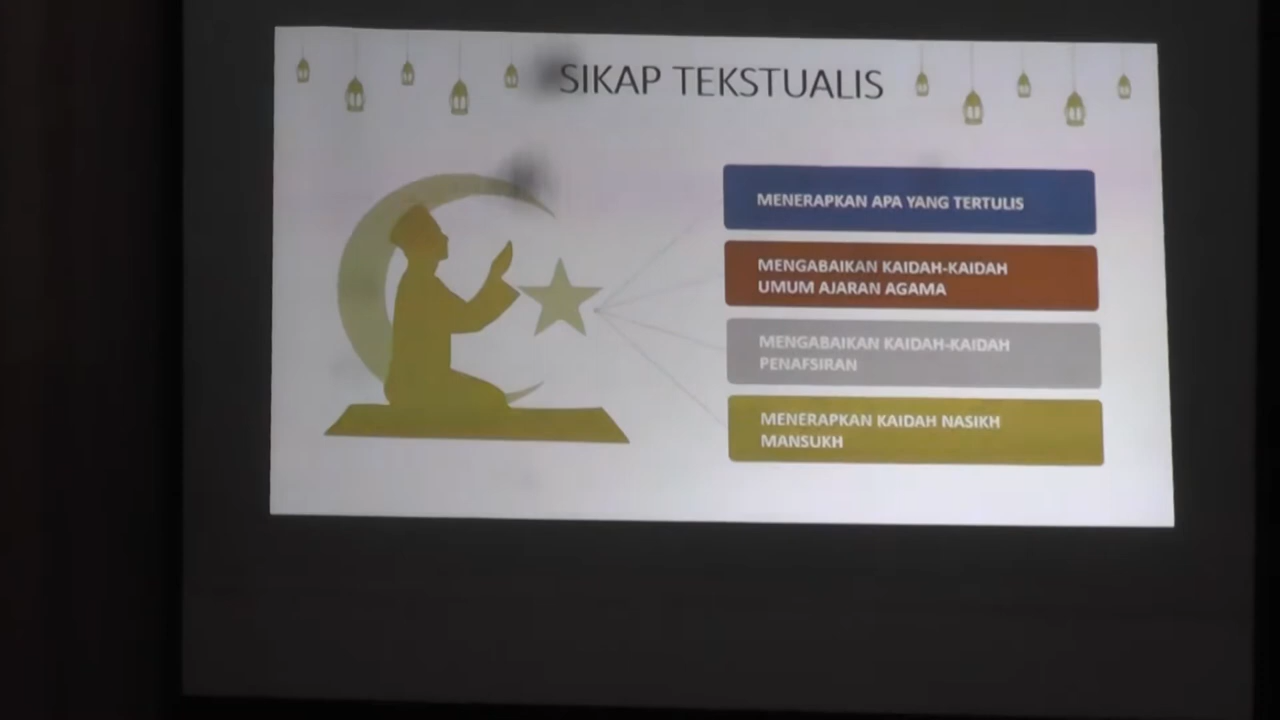 SIKAP TEKSTUALIS
MENERAPKAN APA YANG TERTULIS
MENGABAIKAN KAIDAH-KAIDAH
UMUM AJARAN AGAMA
MENGABAIKAN KAIDAH-KAIDAH
PENAFSIRAN
MENERAPKAN KAIDAH NASIKH
MANSUKH